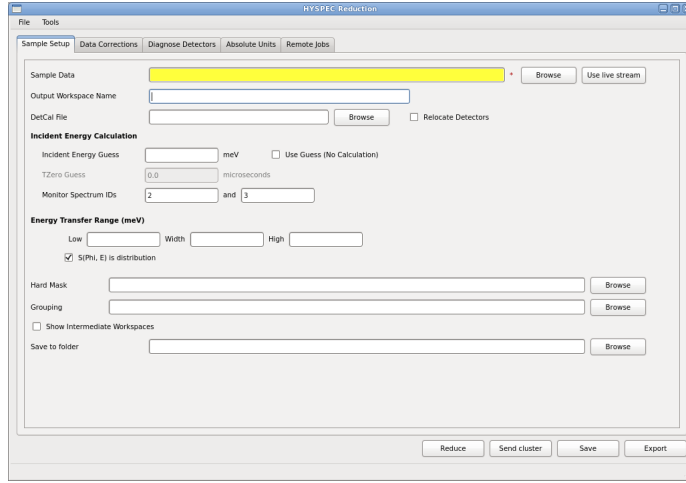 HYSPEC Reduction
File Tools
Sample Setup Data Corrections Diagnose Detectors Absolute Units Remote Jobs
Sample Data * Browse Use live stream
Output Workspace Name
DetCal File Browse Relocate Detectors
Incident Energy Calculation
Incident Energy Guess meV Use Guess (No Calculation)
TZero Guess 0.0 microseconds
Monitor Spectrum IDs 2 and 3
Energy Transfer Range (meV)
Low Width High
S(Phi, E) is distribution
Hard Mask Browse
Grouping Browse
Show Intermediate Workspaces
Save to folder Browse
Reduce Send cluster Save Export